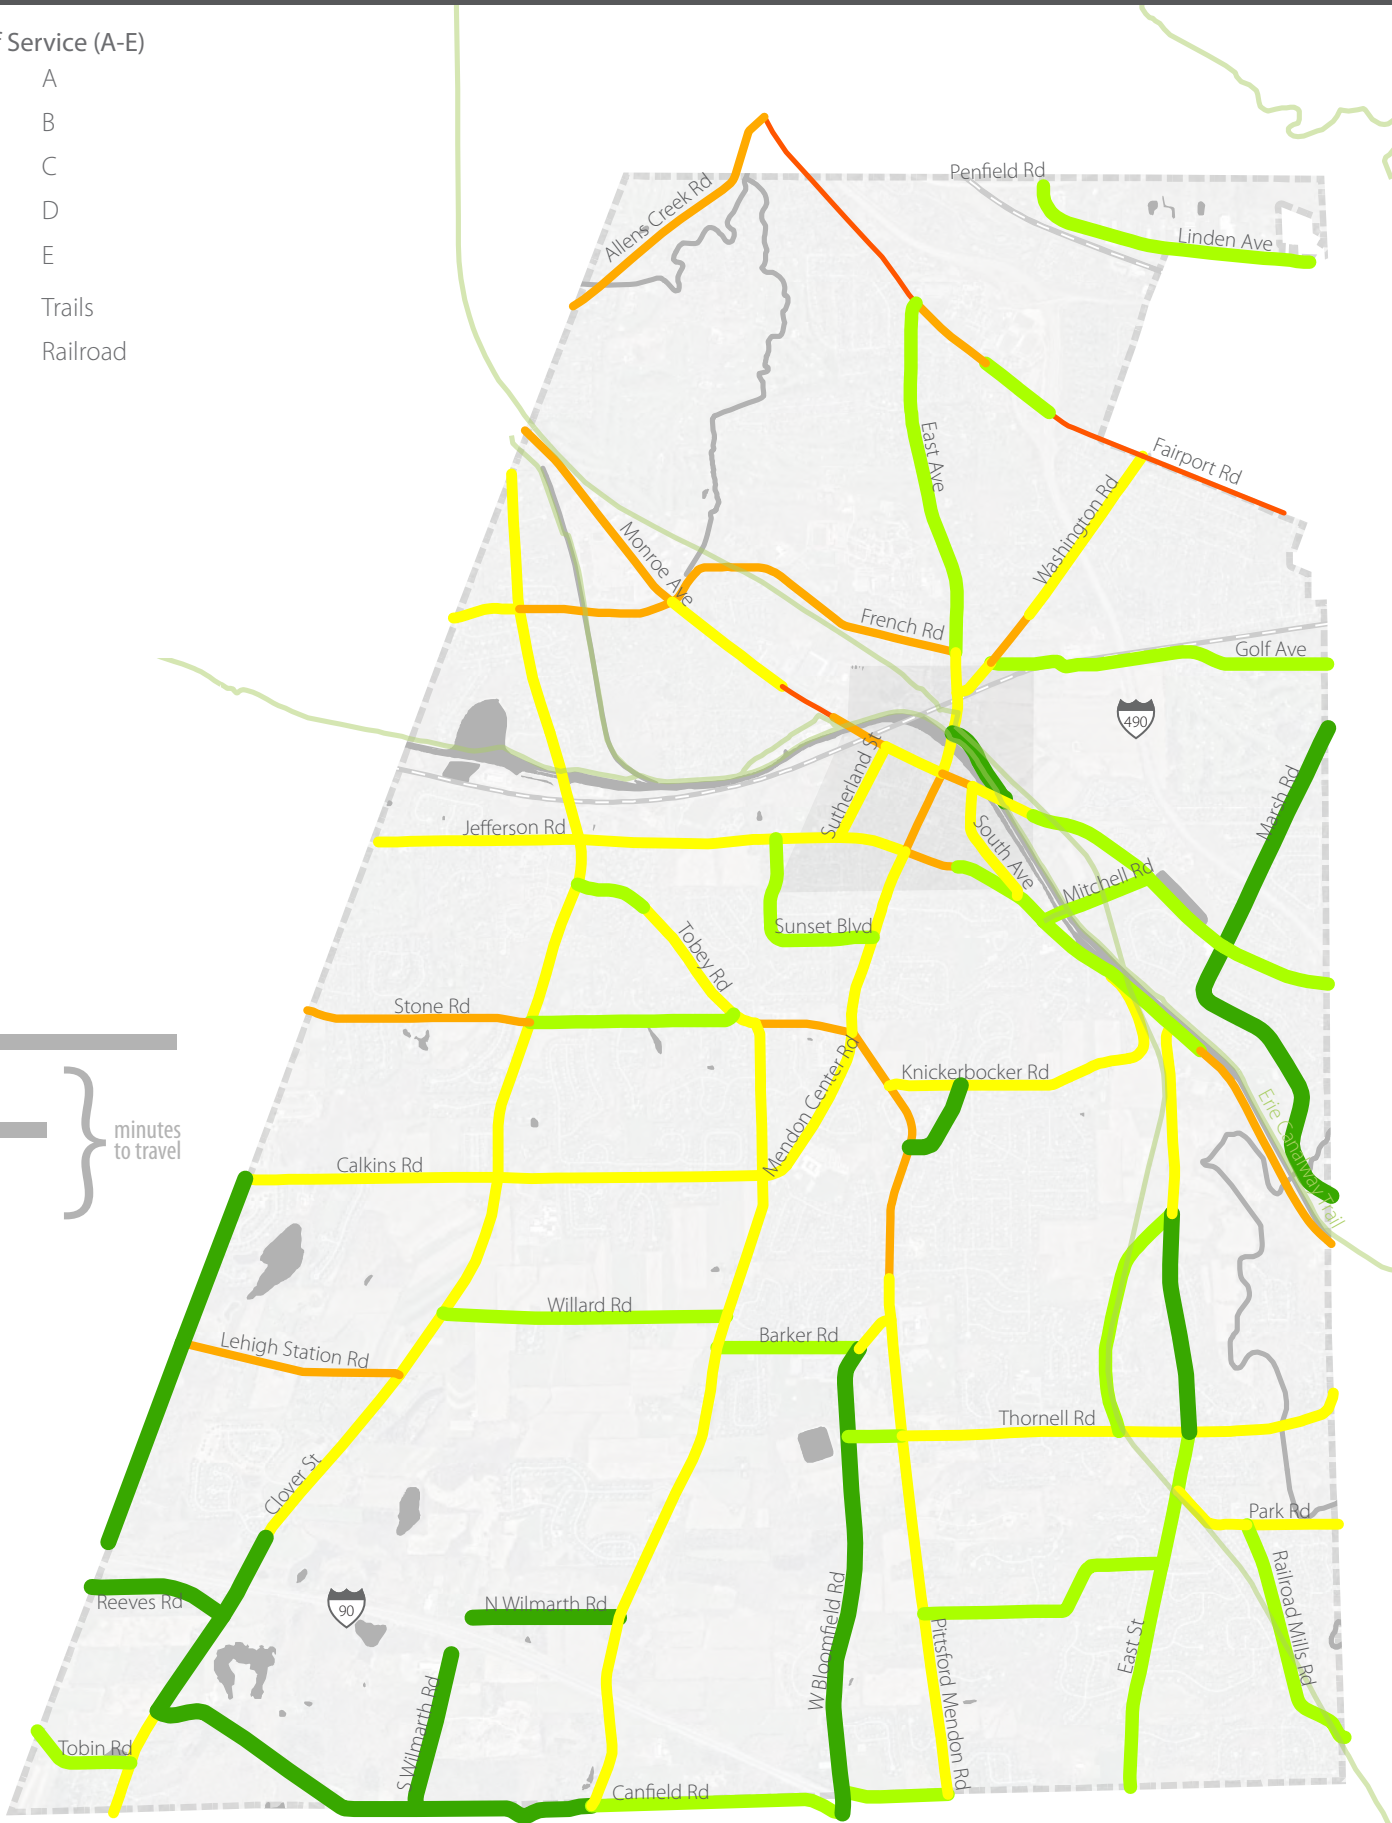 Service (A-E)
A
B
C
D
E
Trails
Railroad
Penfield Rd
Allens Creek Rd
Linden Ave
East Ave
Fairport Rd
Washington Rd
Monroe Ave
French Rd
Golf Ave
490
Sutherland St
Marsh Rd
Jefferson Rd
South Ave
Mitchell Rd
Sunset Blvd
Tobey Rd
Stone Rd
Mendon Center Rd
Knickerbocker Rd
Erie Canalway Trail
minutes
to travel
Calkins Rd
Willard Rd
Barker Rd
Lehigh Station Rd
Thornell Rd
Clover St
Park Rd
Railroad Mills Rd
Reeves Rd
90
N Wilmarth Rd
W Bloomfield Rd
Pittsford Mendon Rd
East St
S Wilmarth Rd
Tobin Rd
Canfield Rd